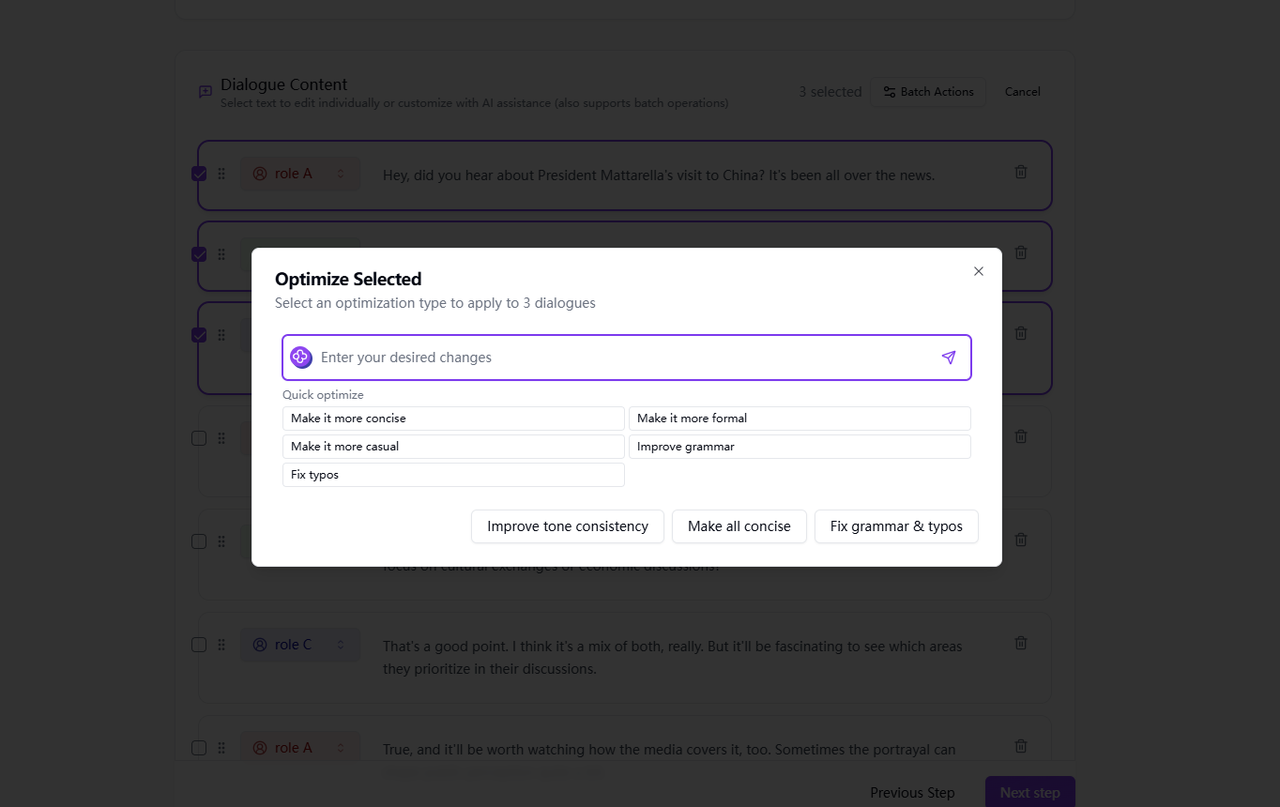 Dialogue Content
Select text to edit individually or customize with AI assistance (also supports batch operations)
3 selected
Batch Actions
Cancel
role A
Hey, did you hear about President Mattarella's visit to China? It's been all over the news.
Optimize Selected
Select an optimization type to apply to 3 dialogues
Enter your desired changes
Quick optimize
Make it more concise
Make it more formal
Make it more casual
Improve grammar
Fix typos
Improve tone consistency
Make all concise
Fix grammar & typos
focus on cultural exchanges or economic discussions?
role C
That's a good point. I think it's a mix of both, really. But it'll be fascinating to see which areas
they prioritize in their discussions.
role A
True, and it'll be worth watching how the media covers it, too. Sometimes the portrayal can
Previous Step
Next step